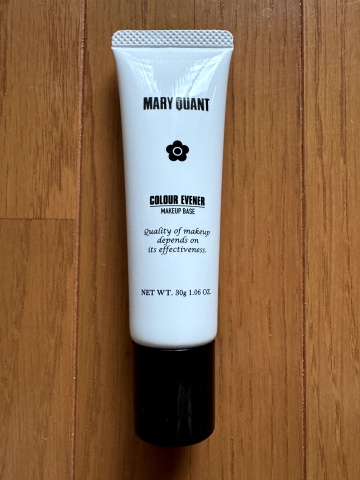 MARY QUANT
COLOUR EVENER
MAKEUP BASE
Quality of makeup
depends on
its effectiveness.
NET WT. 30g 1.06 OZ.